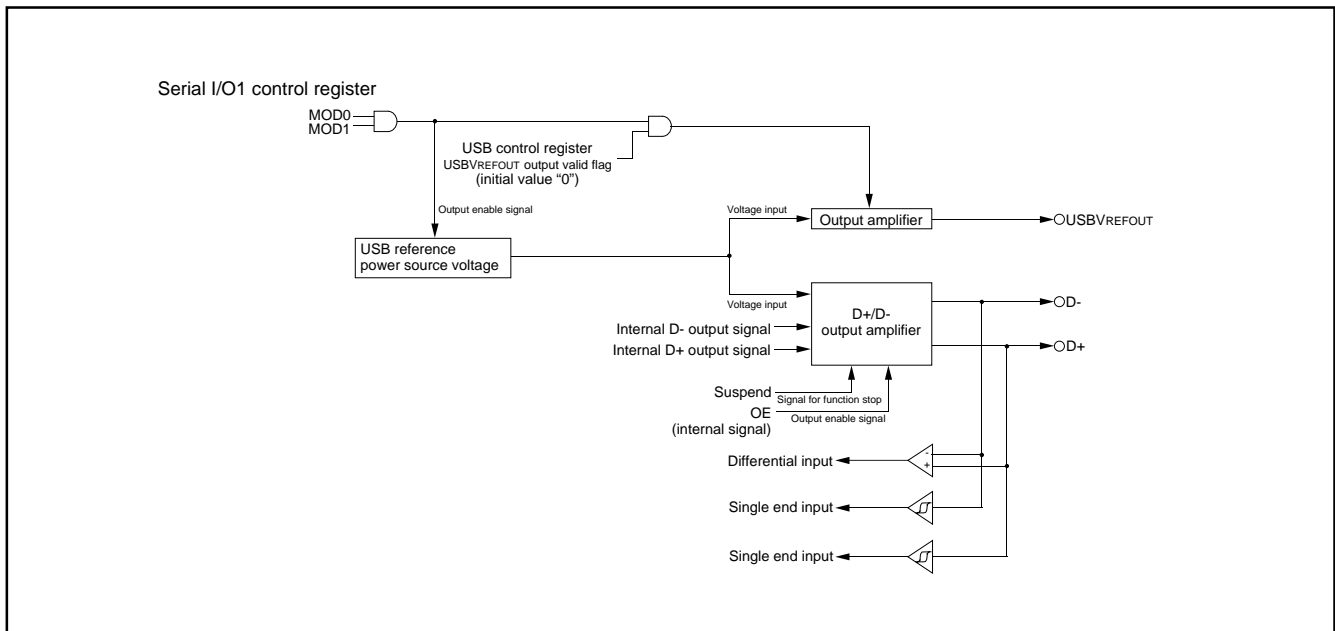 Serial I/O1 control register
MOD0
MOD1
USB control register
USBVREFOUT output valid flag
(initial value “0”)
Output enable signal
USB reference
power source voltage
Voltage input
Output amplifier
USBVREFOUT
Voltage input
D+/D-
output amplifier
D-
D+
Internal D- output signal
Internal D+ output signal
Suspend
Signal for function stop
OE
(internal signal)
Output enable signal
Differential input
-
+
Single end input
Single end input